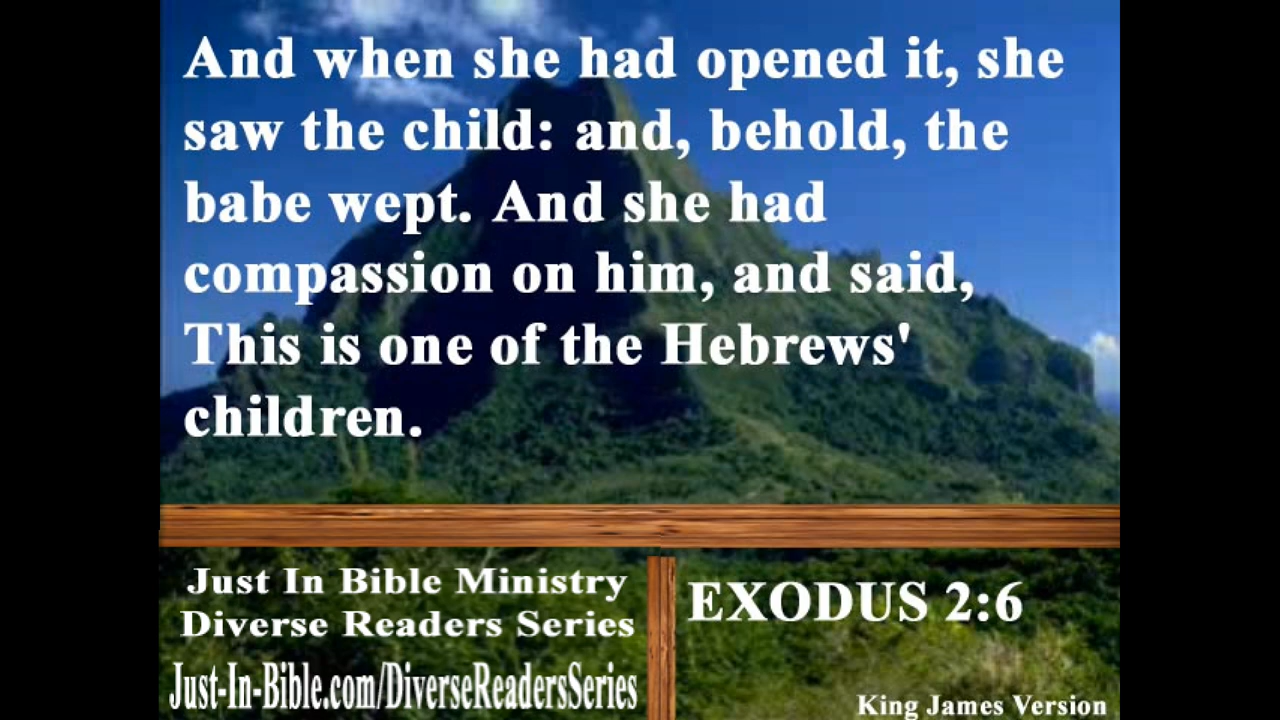 And when she had opened it, she
saw the child: and, behold, the
babe wept. And she had
compassion on him, and said,
This is one of the Hebrews'
children.
Just In Bible Ministry
Diverse Readers Series
Just-In-Bible.com/DiverseReadersSeries
EXODUS 2:6
King James Version